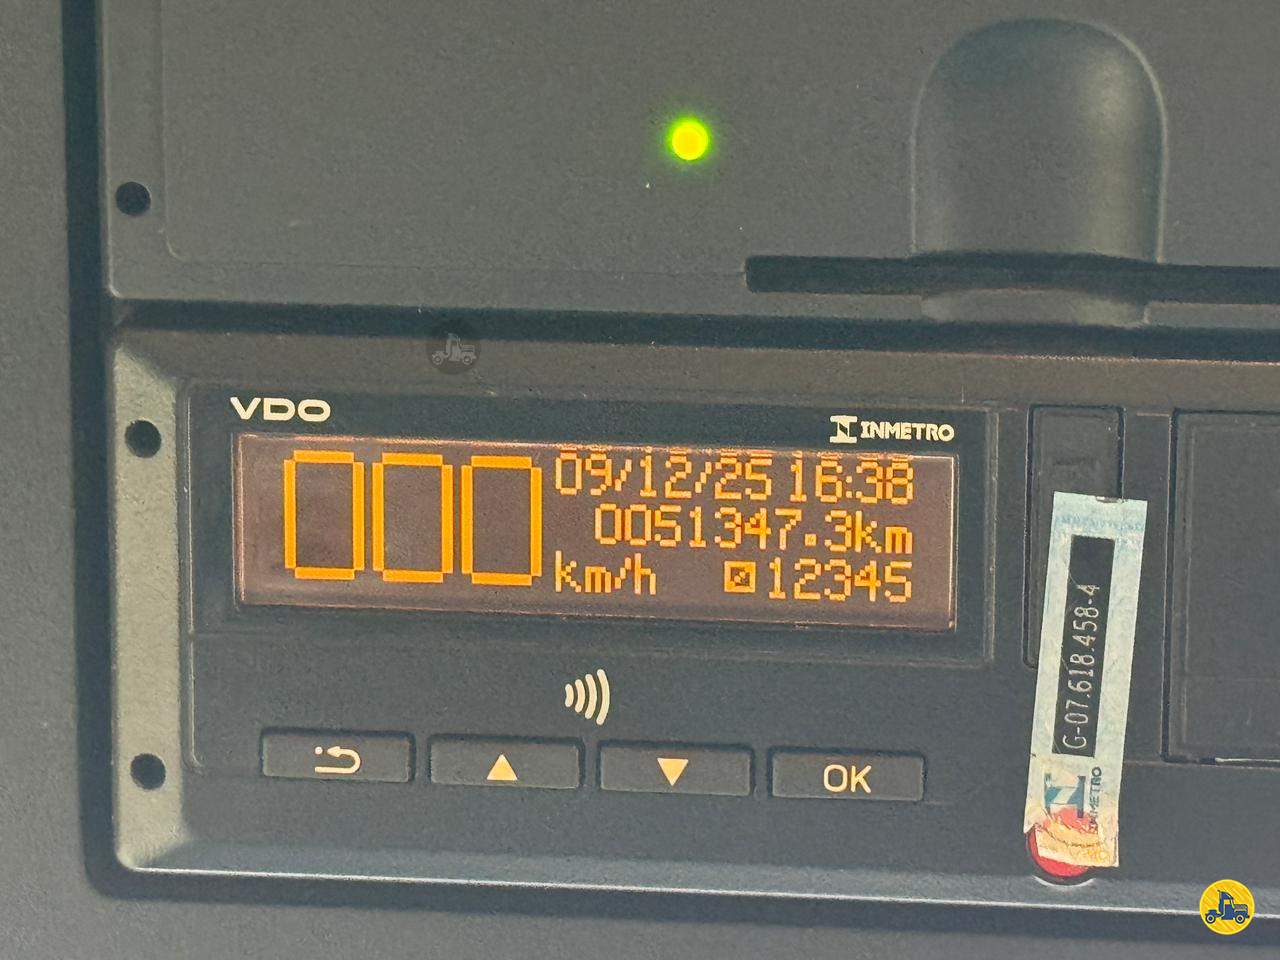 VDO
INMETRO
000
09/12/25 16:38
0051347.3km
km/h
12345
OK
G-07.618.458-4
INMETRO